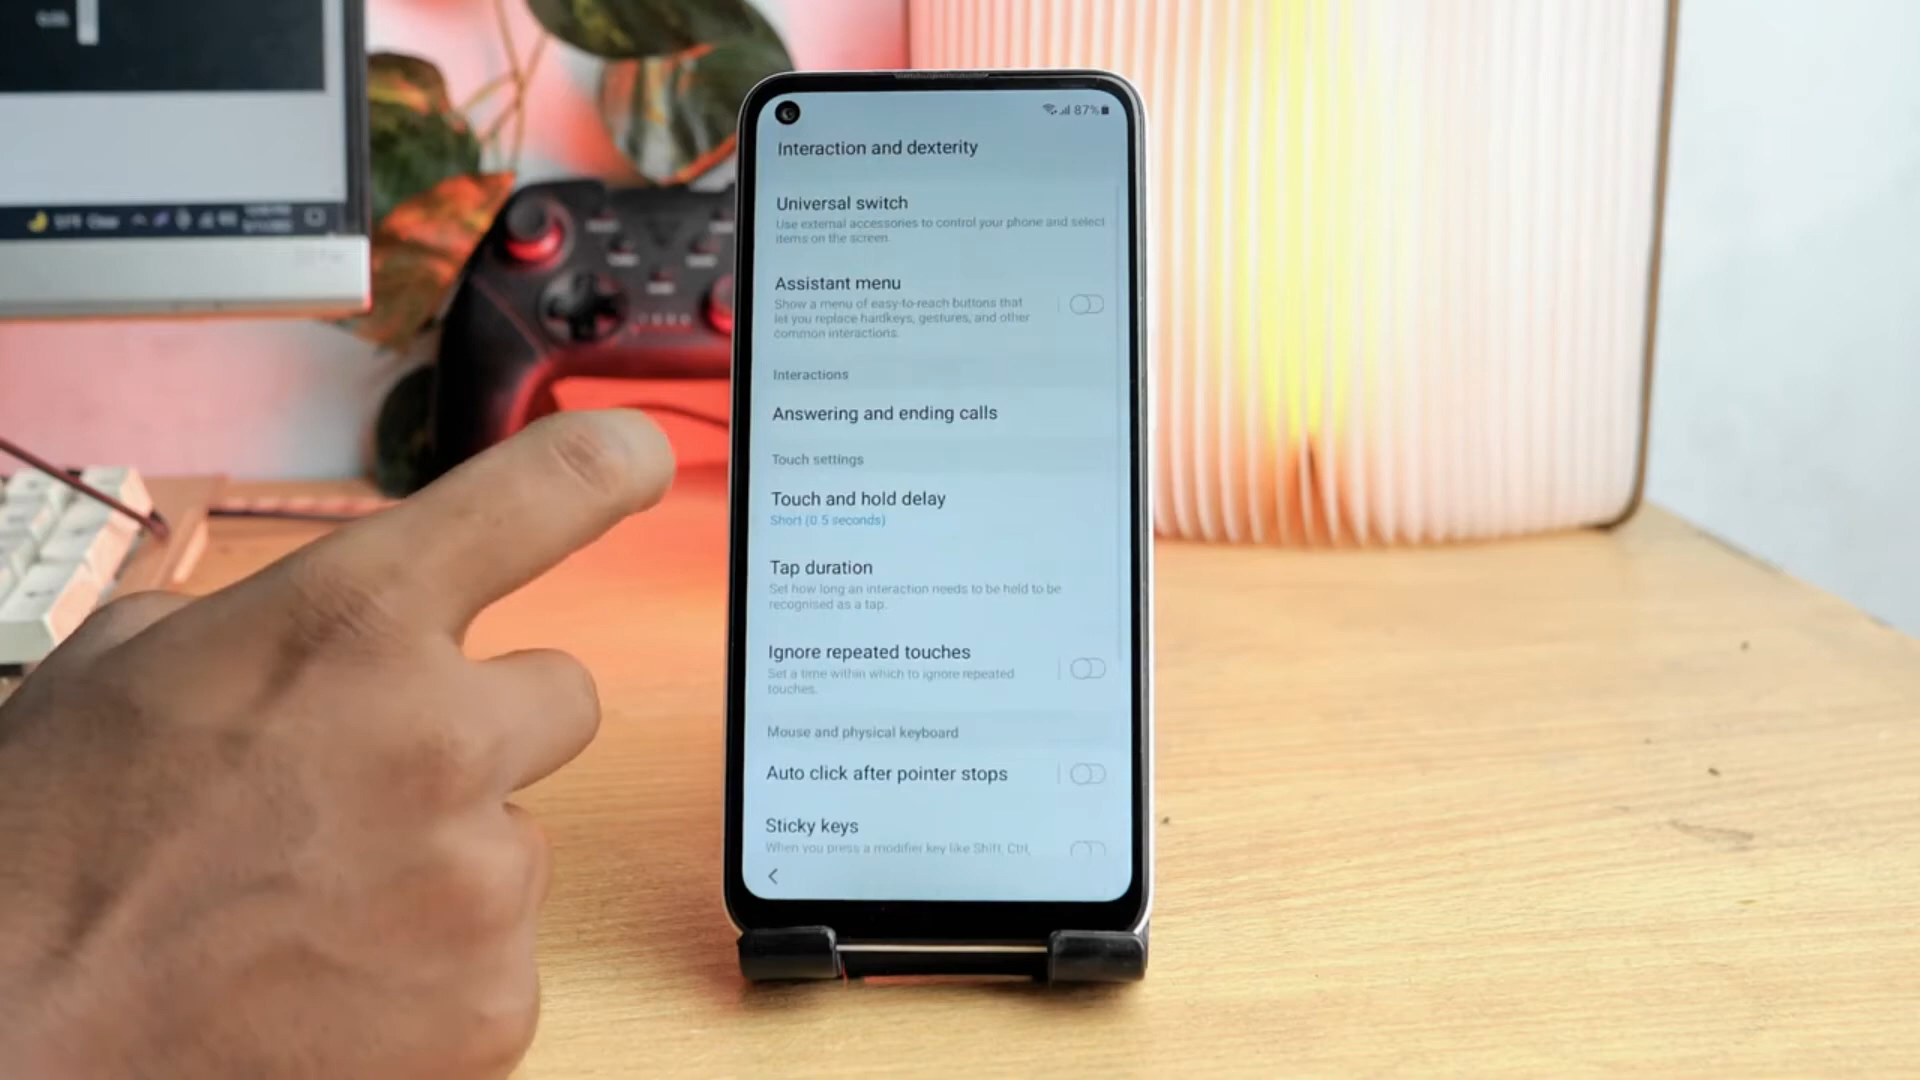 87%
Interaction and dexterity
Universal switch
Use external accessories to control your phone and select
items on the screen.
Assistant menu
Show a menu of easy-to-reach buttons that
let you replace hardkeys, gestures, and other
common interactions.
Interactions
Answering and ending calls
Touch settings
Touch and hold delay
Short (0.5 seconds)
Tap duration
Set how long an interaction needs to be held to be
recognised as a tap.
Ignore repeated touches
Set a time within which to ignore repeated
touches.
Mouse and physical keyboard
Auto click after pointer stops
Sticky keys
When you press a modifier key like Shift, Ctrl,